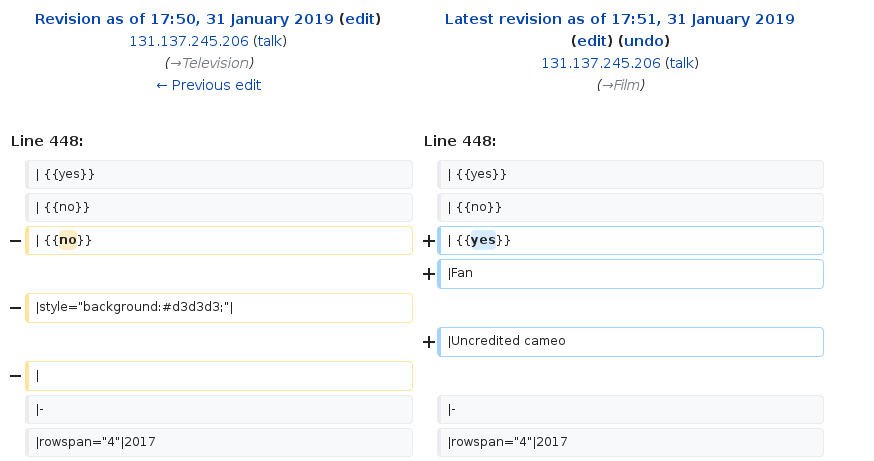 Revision as of 17:50, 31 January 2019 (edit)
131.137.245.206 (talk)
(→Television)
← Previous edit
Latest revision as of 17:51, 31 January 2019
(edit) (undo)
131.137.245.206 (talk)
(→Film)
Line 448:
Line 448:
| {{yes}}
| {{yes}}
| {{no}}
| {{no}}
− | {{no}}
+ | {{yes}}
+ |Fan
− |style="background:#d3d3d3;"|
+ |Uncredited cameo
− |
|-
|-
|rowspan="4"|2017
|rowspan="4"|2017